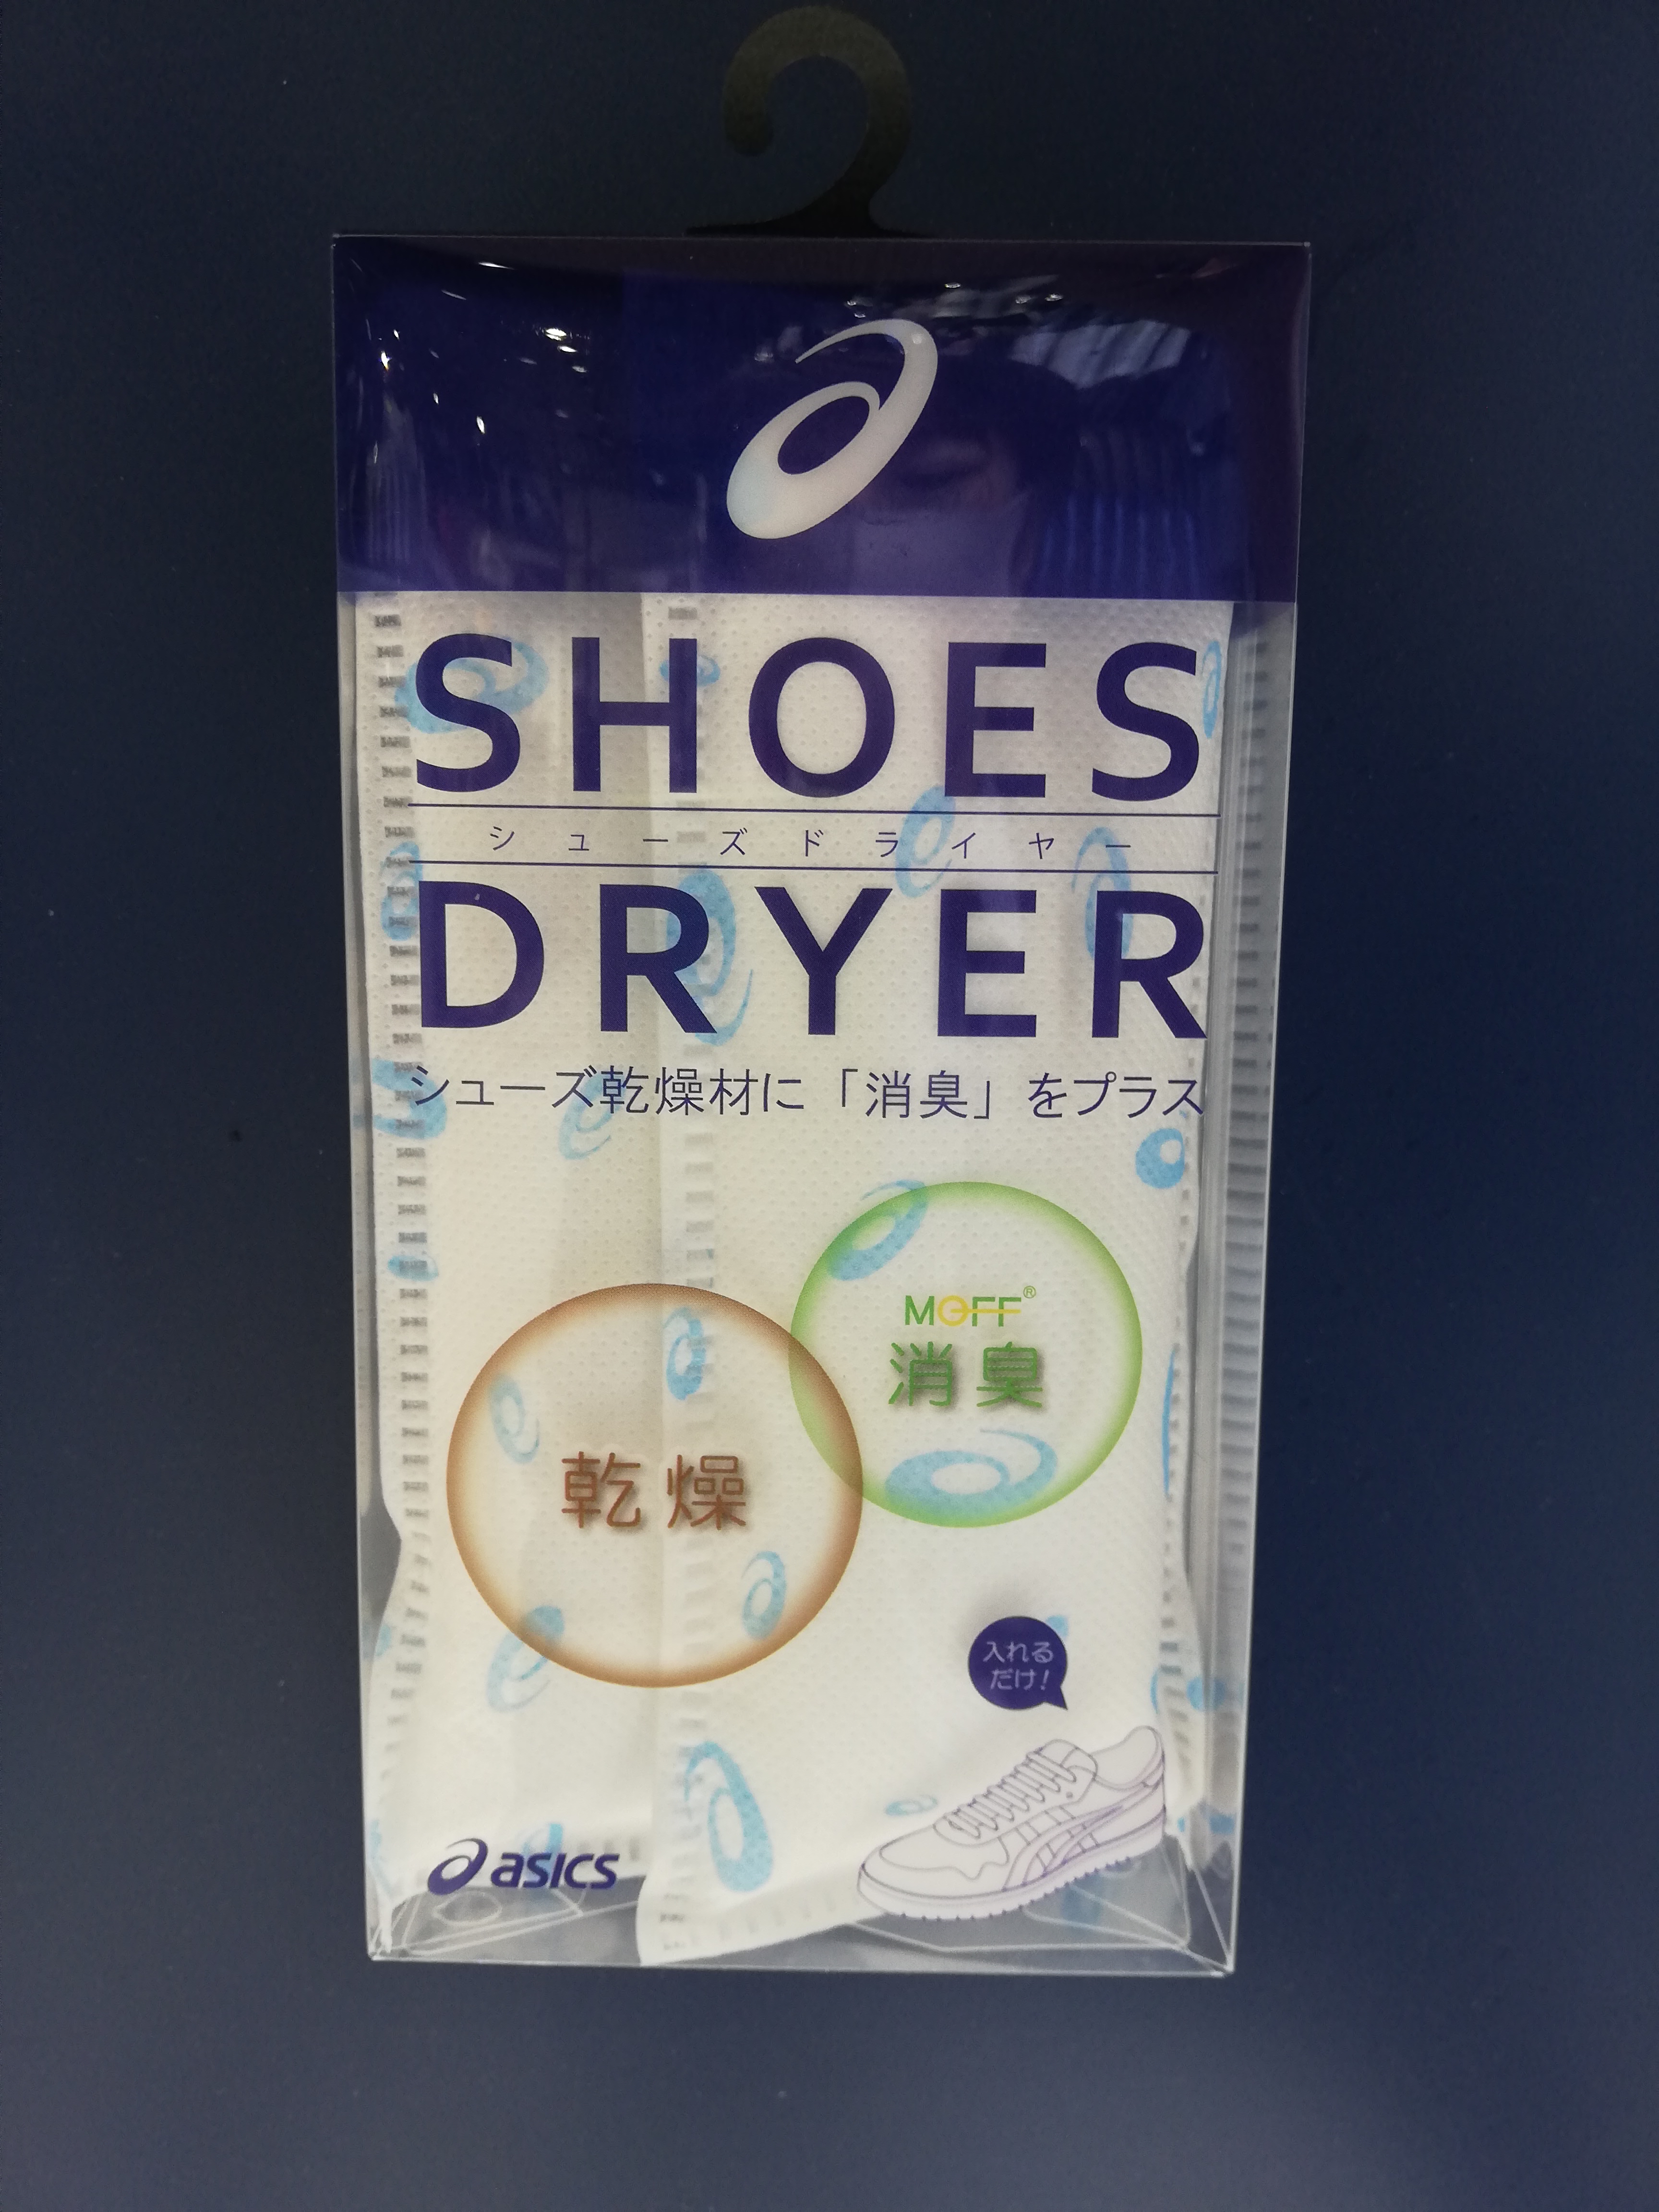 SHOES
シューズドライヤー
DRYER
シューズ乾燥材に「消臭」をプラス
MOFF®
消臭
乾燥
入れる
だけ!
asics